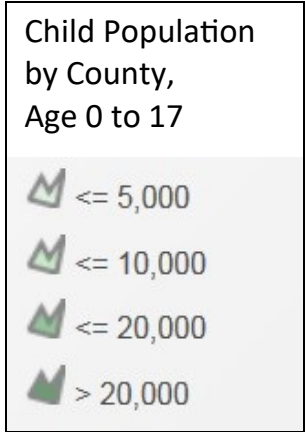 Child Population
by County,
Age 0 to 17
<= 5,000
<= 10,000
<= 20,000
> 20,000